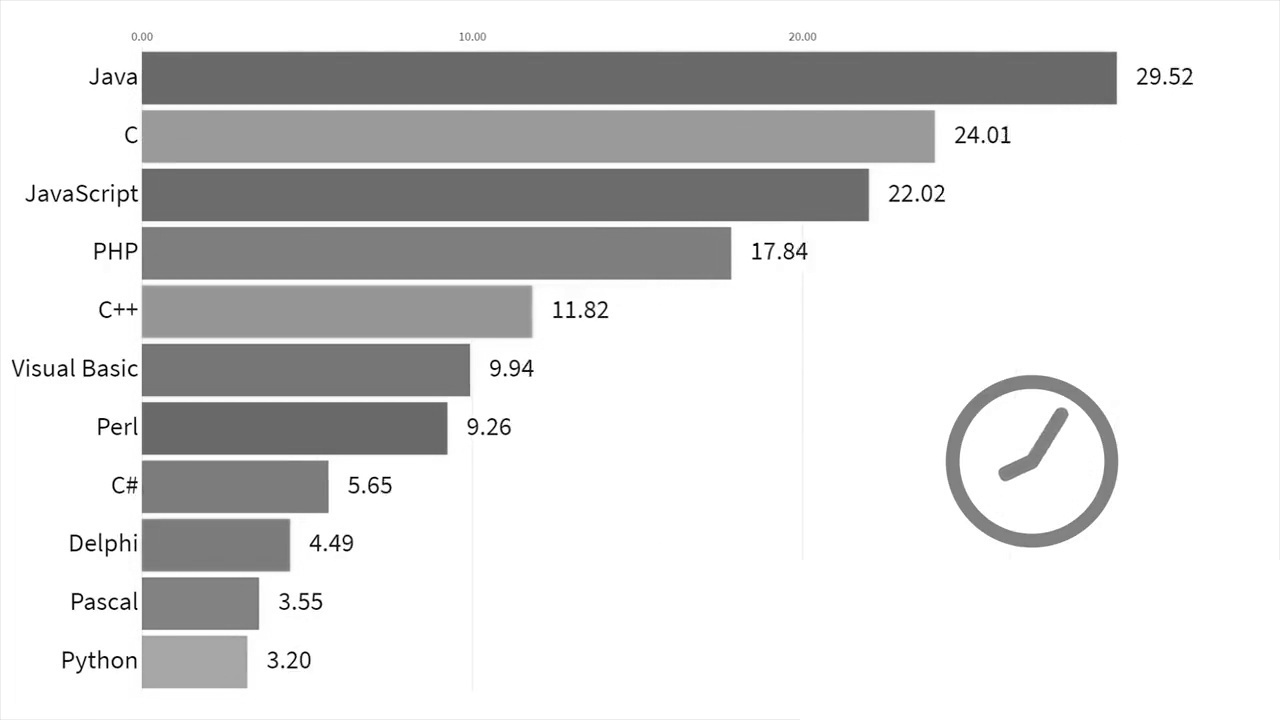 0.00 10.00 20.00
Java 29.52
C 24.01
JavaScript 22.02
PHP 17.84
C++ 11.82
Visual Basic 9.94
Perl 9.26
C# 5.65
Delphi 4.49
Pascal 3.55
Python 3.20